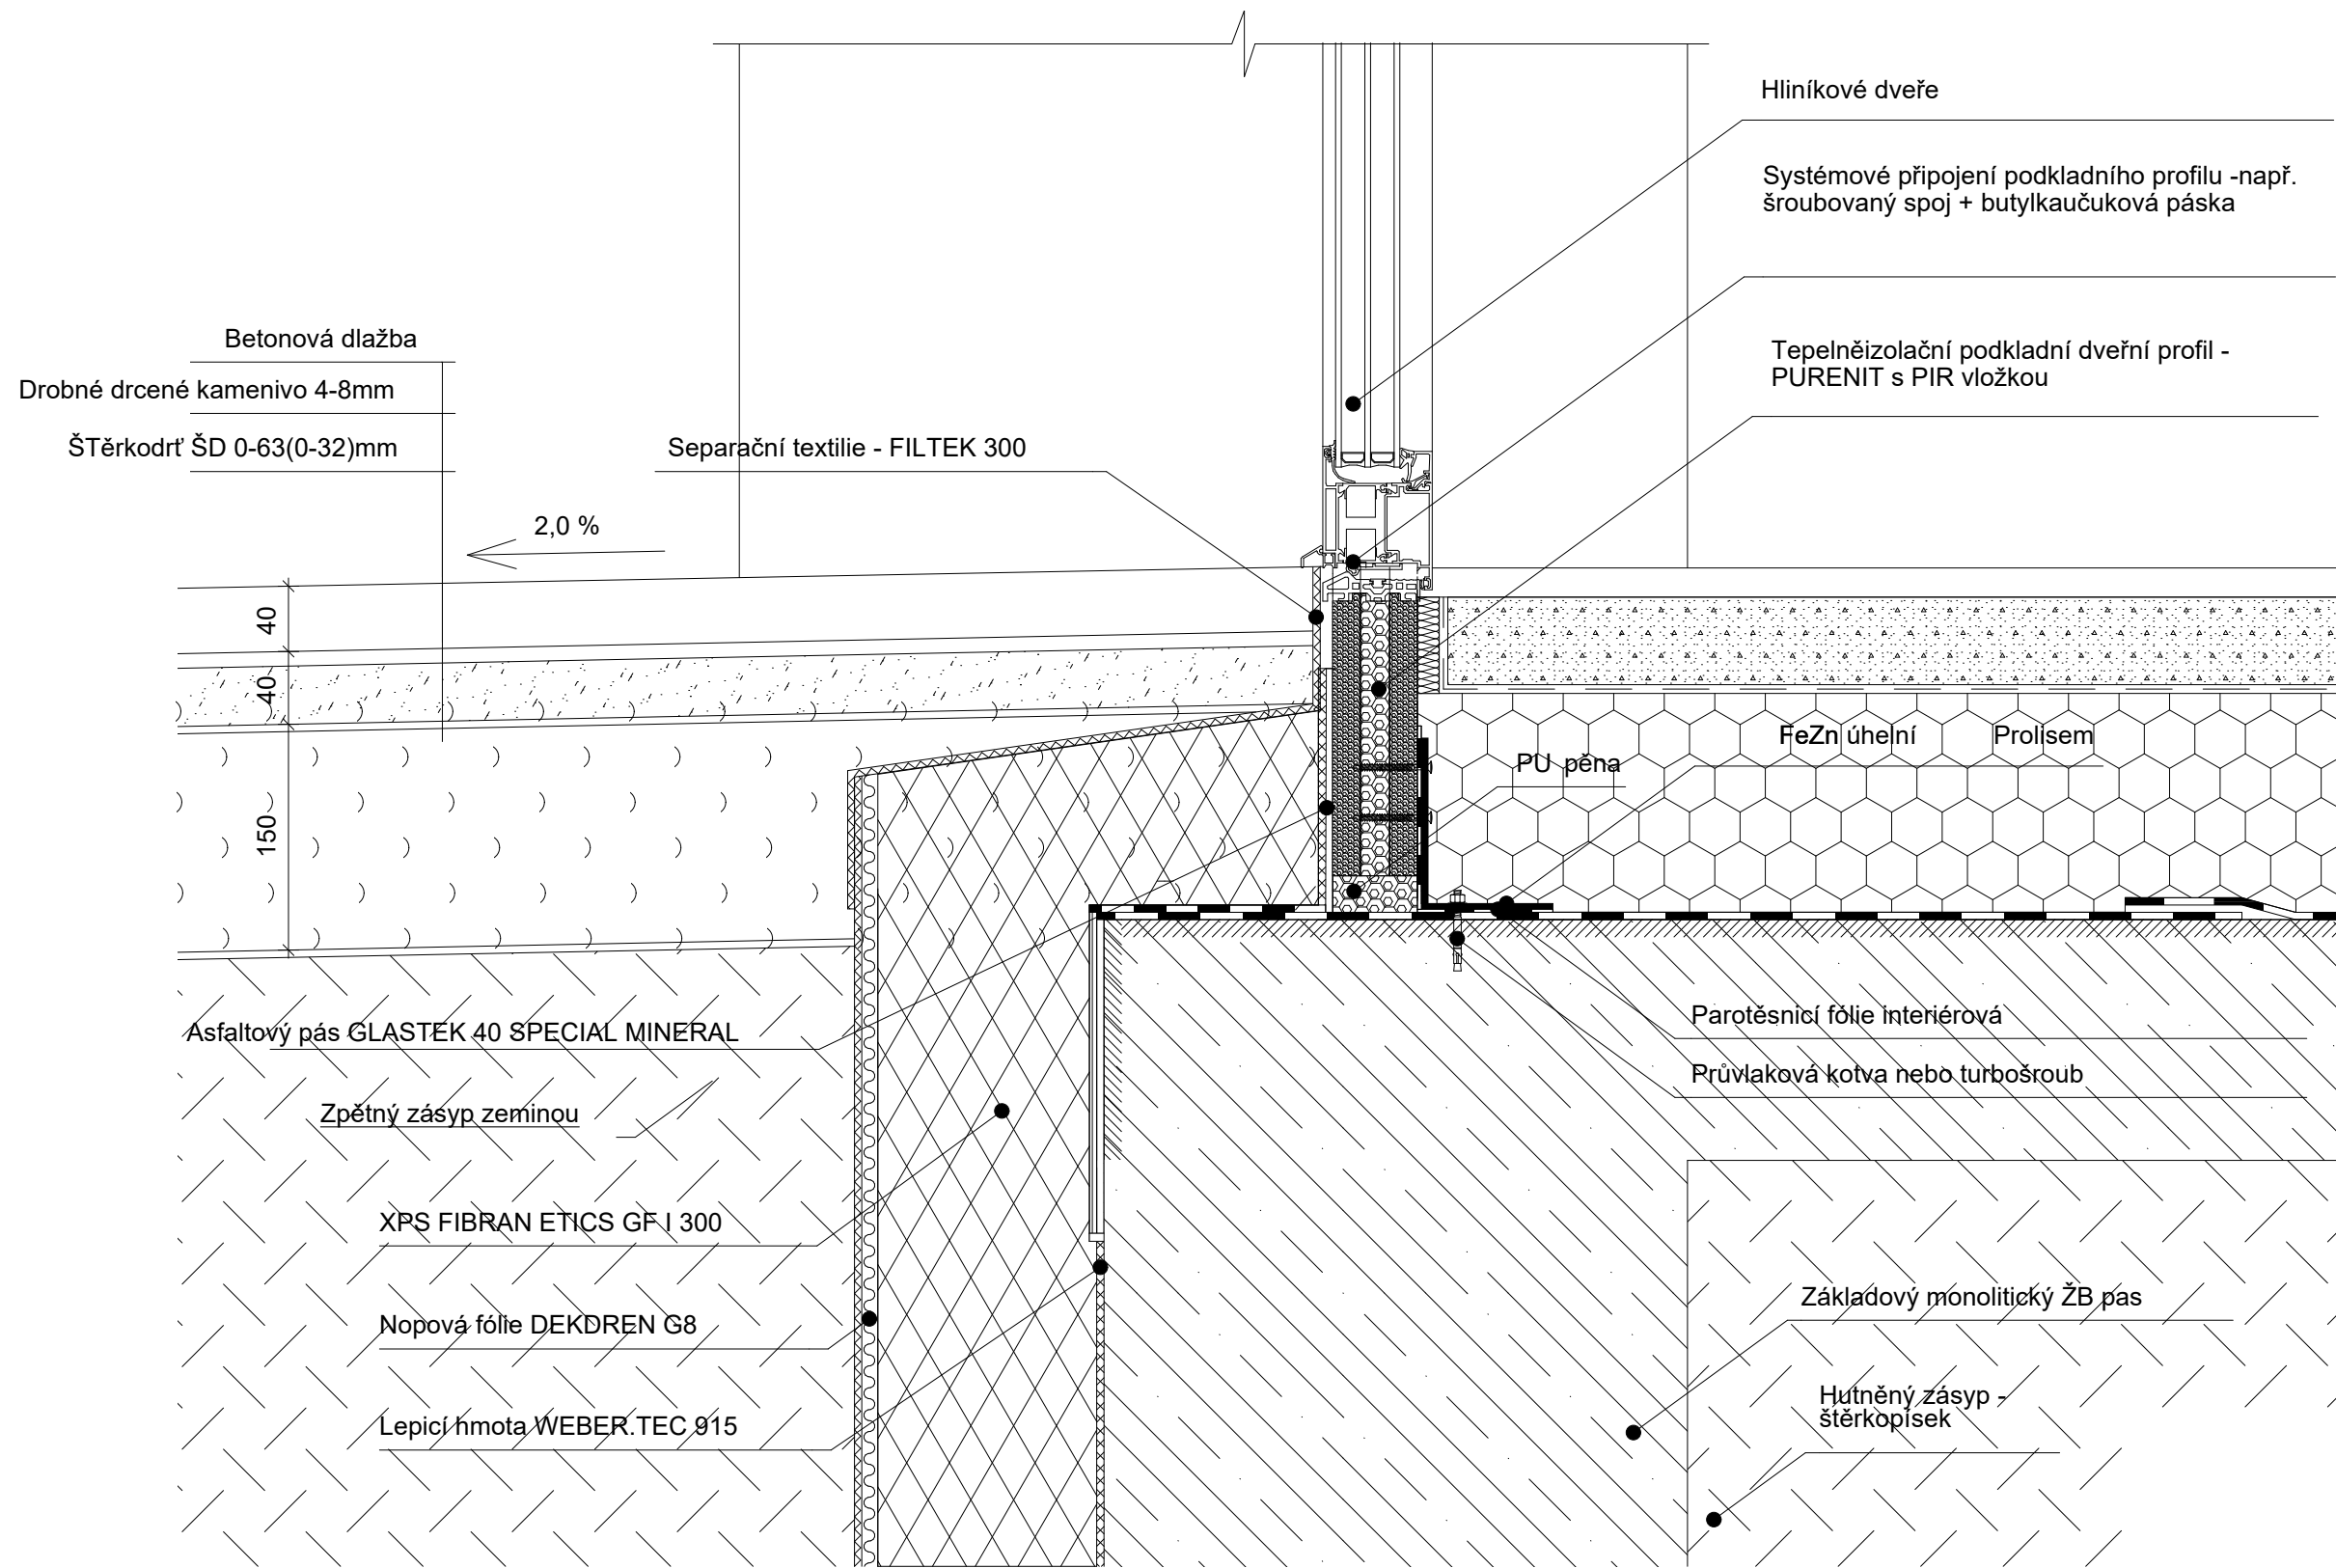 Hliníkové dveře
Systémové připojení podkladního profilu -např.
šroubovaný spoj + butylkaučuková páska
Tepelněizolační podkladní dveřní profil -
PURENIT s PIR vložkou
Betonová dlažba
Drobné drcené kamenivo 4-8mm
ŠTěrkodrť ŠD 0-63(0-32)mm
Separační textilie - FILTEK 300
2,0 %
40
40
150
FeZn úhelní Prolisem
PU pěna
Asfaltový pás GLASTEK 40 SPECIAL MINERAL
Zpětný zásyp zeminou
XPS FIBRAN ETICS GF I 300
Nopová fólie DEKDREN G8
Lepicí hmota WEBER.TEC 915
Parotěsnicí fólie interiérová
Průvlaková kotva nebo turbošroub
Základový monolitický ŽB pas
Hutněný zásyp -
štěrkopísek